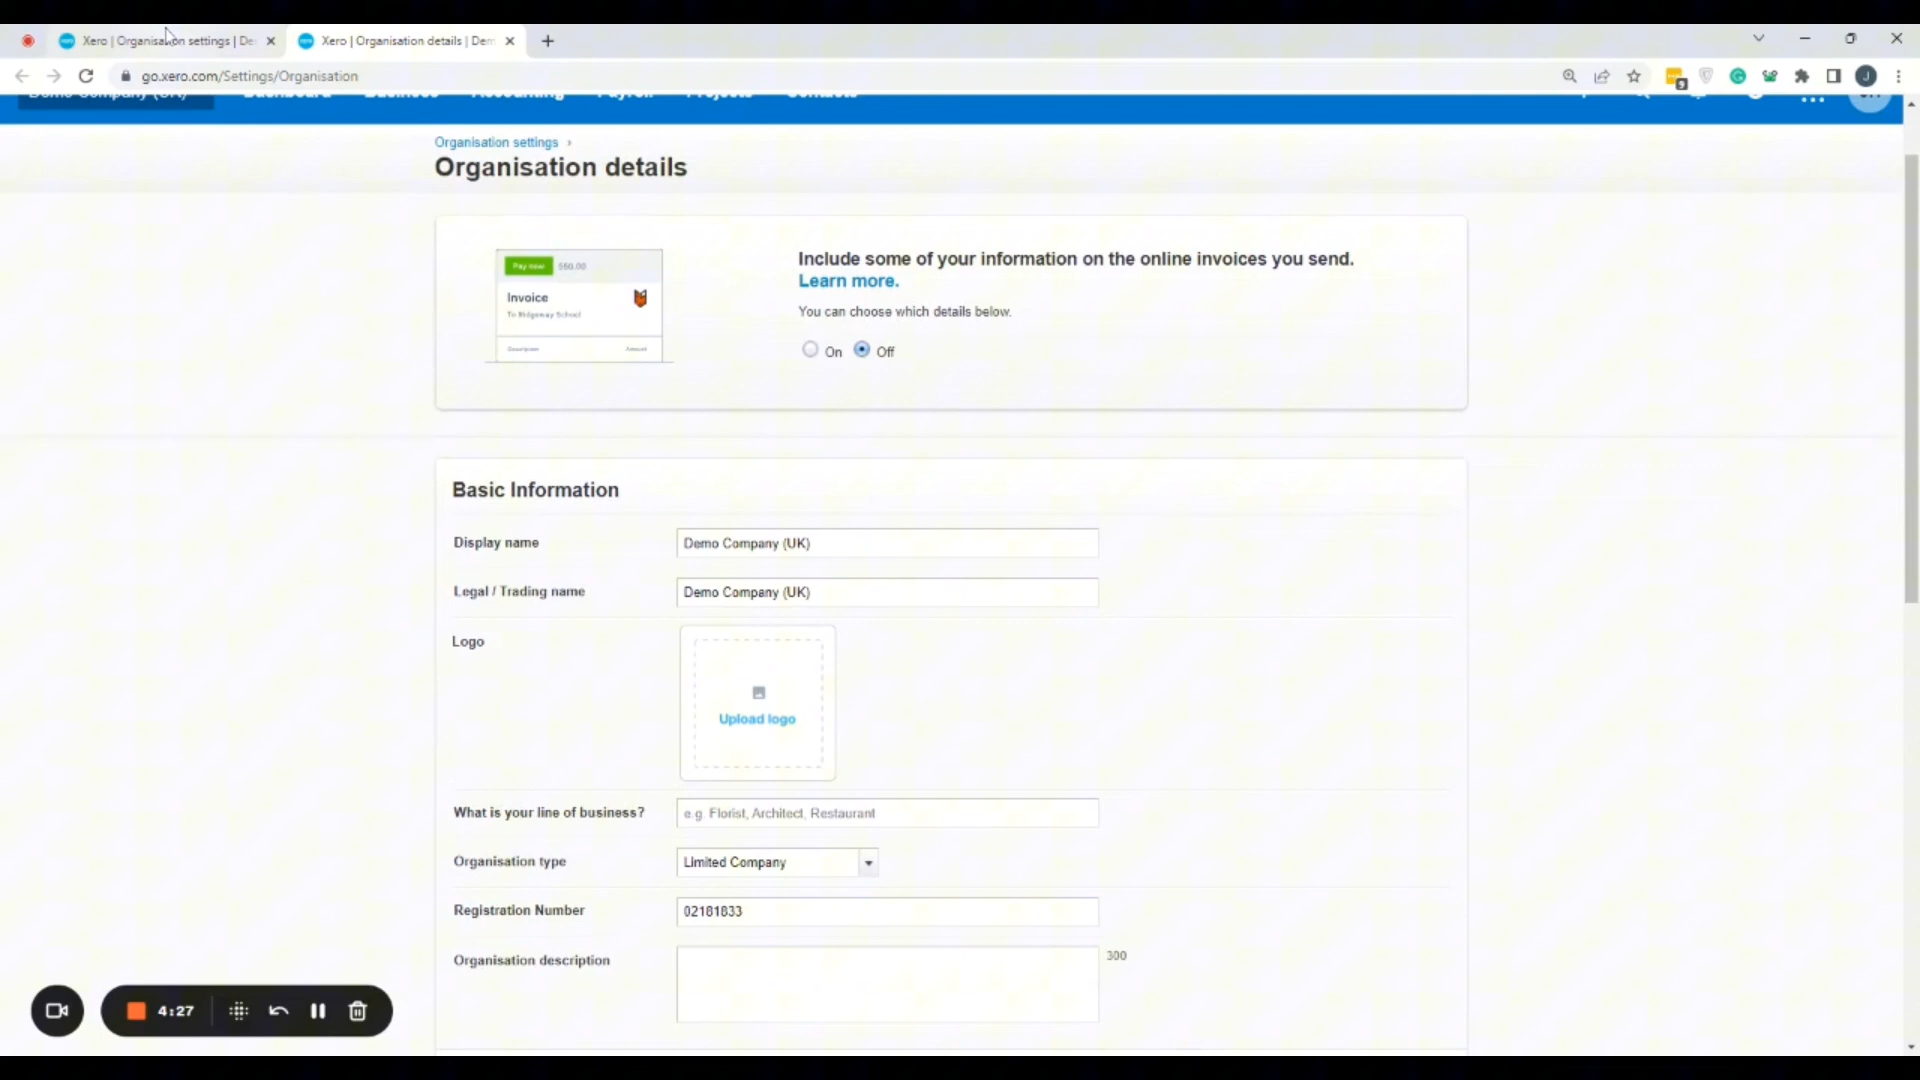 Xero | Organisation settings | De
Xero | Organisation details | Dem
go.xero.com/Settings/Organisation
Demo Company (UK)
Dashboard
Business
Accounting
Payroll
Projects
Contacts
Organisation settings ›
Organisation details
Pay now 550.00
Invoice
To Ridgeway School
Description Amount
Include some of your information on the online invoices you send.
Learn more.
You can choose which details below.
On Off
Basic Information
Display name Demo Company (UK)
Legal / Trading name Demo Company (UK)
Logo
Upload logo
What is your line of business? e.g. Florist, Architect, Restaurant
Organisation type Limited Company
Registration Number 02181833
Organisation description 300
4:27
9
J